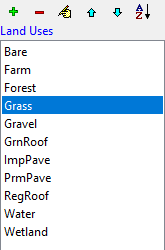 Land Uses
Bare
Farm
Forest
Grass
Gravel
GrnRoof
ImpPave
PrmPave
RegRoof
Water
Wetland